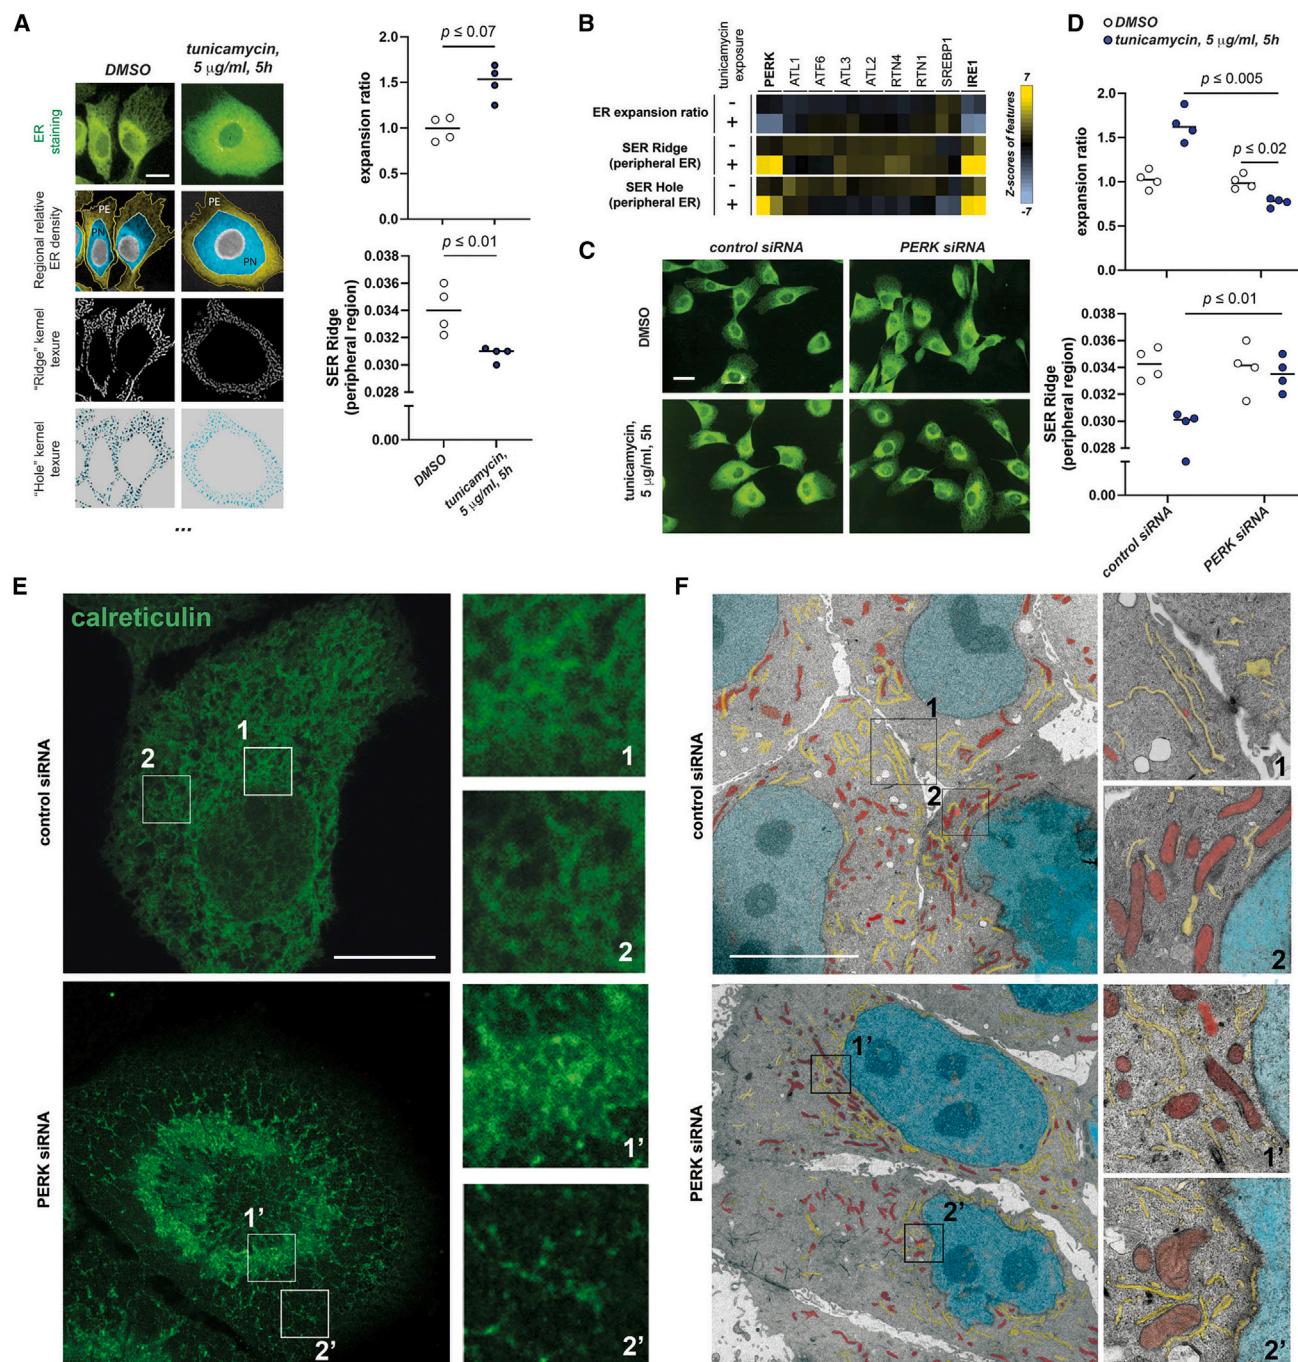 A
DMSO
tunicamycin,
5 µg/ml, 5h
ER
staining
Regional relative
ER density
"Ridge" kernel
texure
"Hole" kernel
texure
PE
PN
PN
...
p ≤ 0.07
expansion ratio
2.0
1.5
1.0
0.5
0.0
p ≤ 0.01
SER Ridge
(peripheral region)
0.038
0.036
0.034
0.032
0.030
0.028
0.00
DMSO
tunicamycin,
5 µg/ml, 5h
B
tunicamycin
exposure
PERK
ATL1
ATF6
ATL3
ATL2
RTN4
RTN1
SREBP1
IRE1
ER expansion ratio
-
+
SER Ridge
(peripheral ER)
-
+
SER Hole
(peripheral ER)
-
+
7
Z-scores of features
-7
C
control siRNA
PERK siRNA
DMSO
tunicamycin,
5 µg/ml, 5h
D
DMSO
tunicamycin, 5 µg/ml, 5h
p ≤ 0.005
p ≤ 0.02
expansion ratio
2.0
1.5
1.0
0.5
0.0
p ≤ 0.01
SER Ridge
(peripheral region)
0.038
0.036
0.034
0.032
0.030
0.028
0.00
control siRNA
PERK siRNA
E
calreticulin
control siRNA
1
2
1
2
PERK siRNA
1'
2'
1'
2'
F
control siRNA
1
2
1
2
PERK siRNA
1'
2'
1'
2'